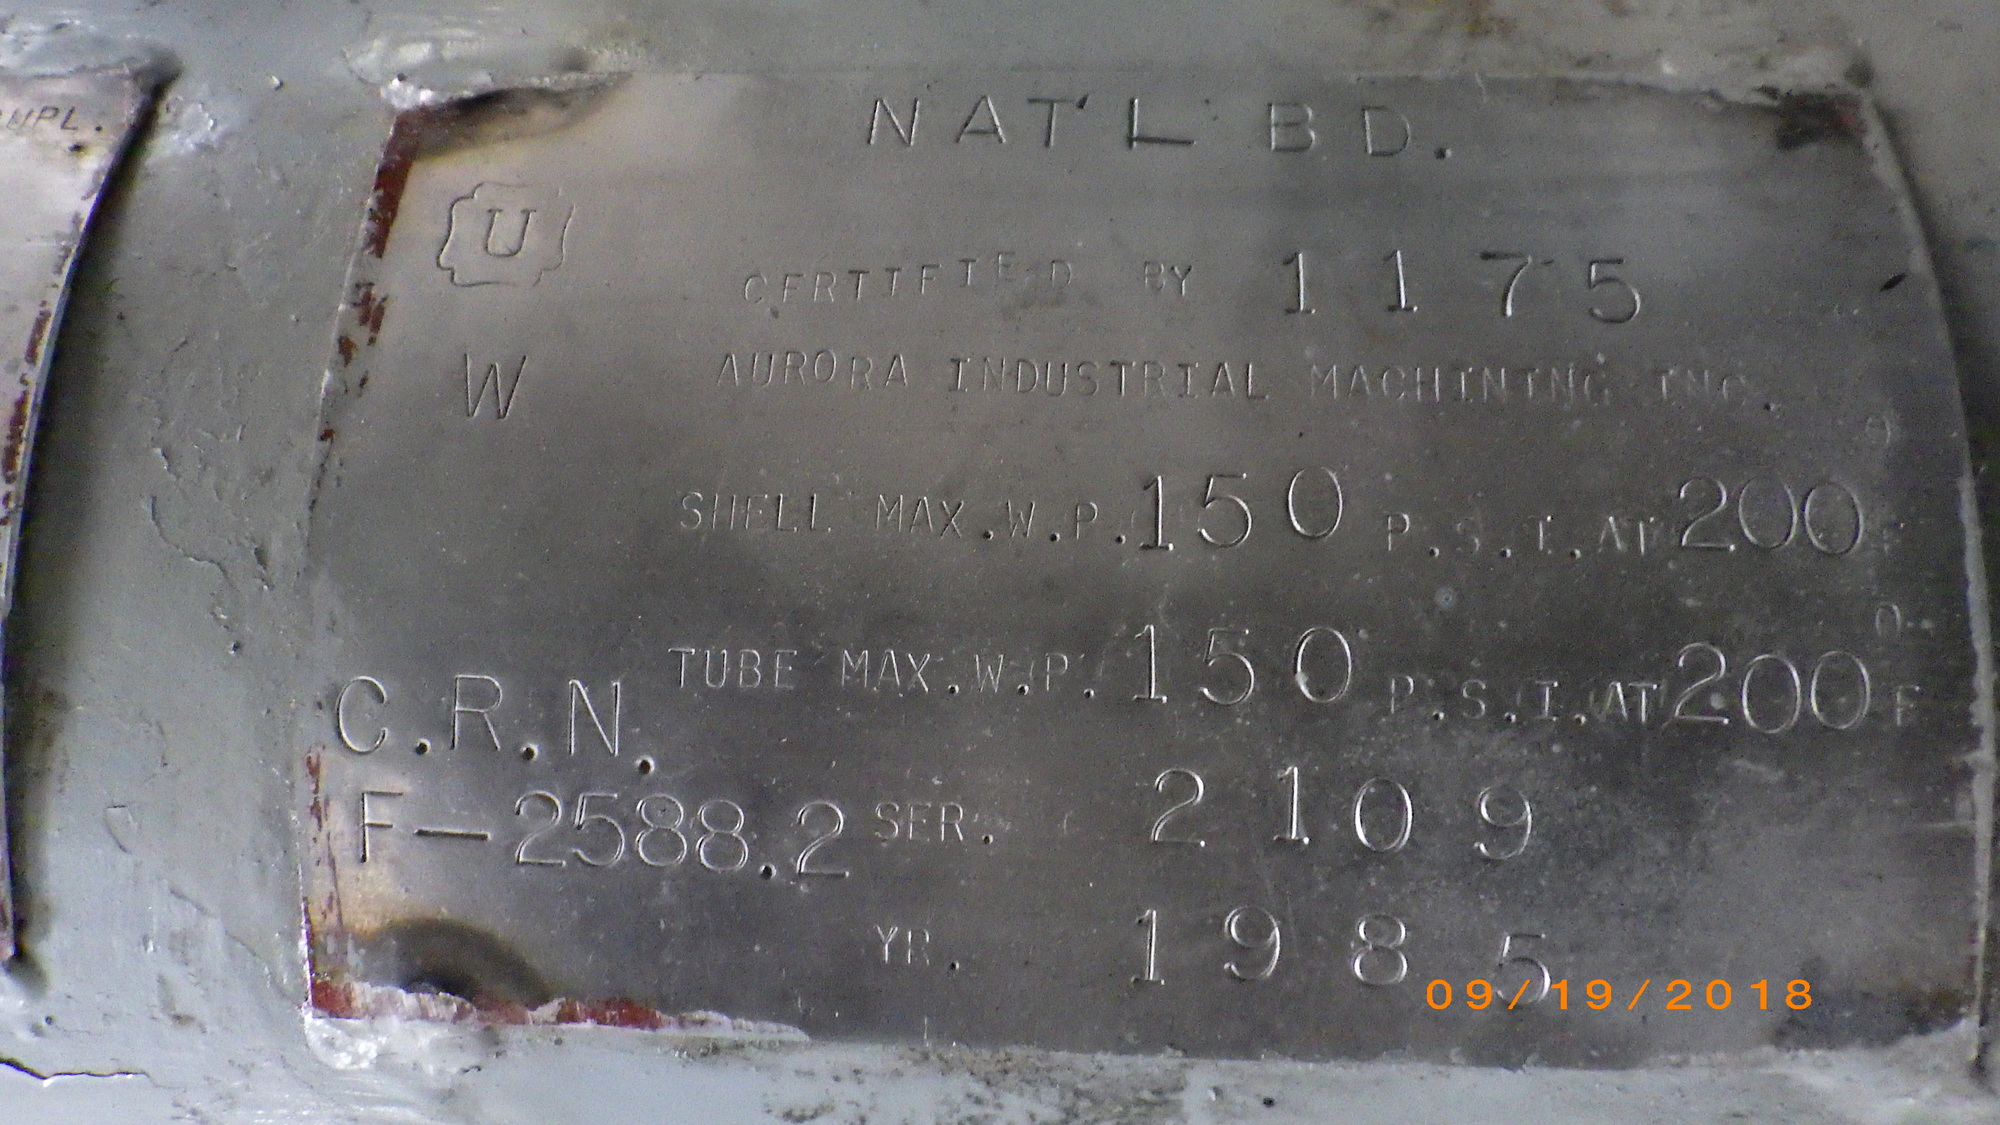 UPL.
NAT'L BD.
U
CERTIFIED BY 1175
W
AURORA INDUSTRIAL MACHINING INC.
SHELL MAX.W.P. 150 P.S.I. AT 200 °F
TUBE MAX.W.P. 150 P.S.I. AT 200 °F
C.R.N.
F-2588.2
SER. 2109
YR. 1985
09/19/2018